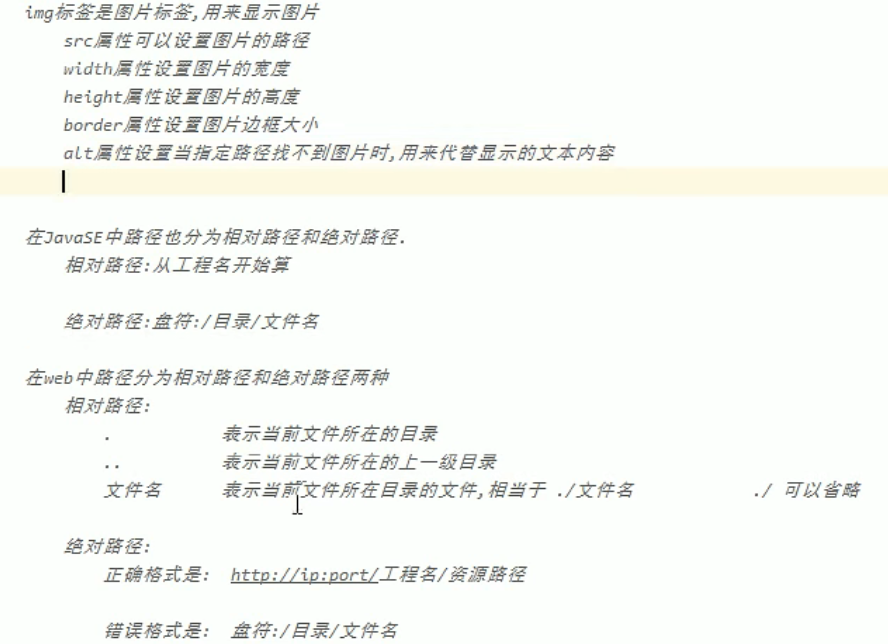 img标签是图片标签,用来显示图片
src属性可以设置图片的路径
width属性设置图片的宽度
height属性设置图片的高度
border属性设置图片边框大小
alt属性设置当指定路径找不到图片时,用来代替显示的文本内容
在JavaSE中路径也分为相对路径和绝对路径.
相对路径:从工程名开始算
绝对路径:盘符:/目录/文件名
在web中路径分为相对路径和绝对路径两种
相对路径:
. 表示当前文件所在的目录
.. 表示当前文件所在的上一级目录
文件名 表示当前文件所在目录的文件,相当于 ./文件名 ./ 可以省略
绝对路径:
正确格式是: http://ip:port/工程名/资源路径
错误格式是: 盘符:/目录/文件名